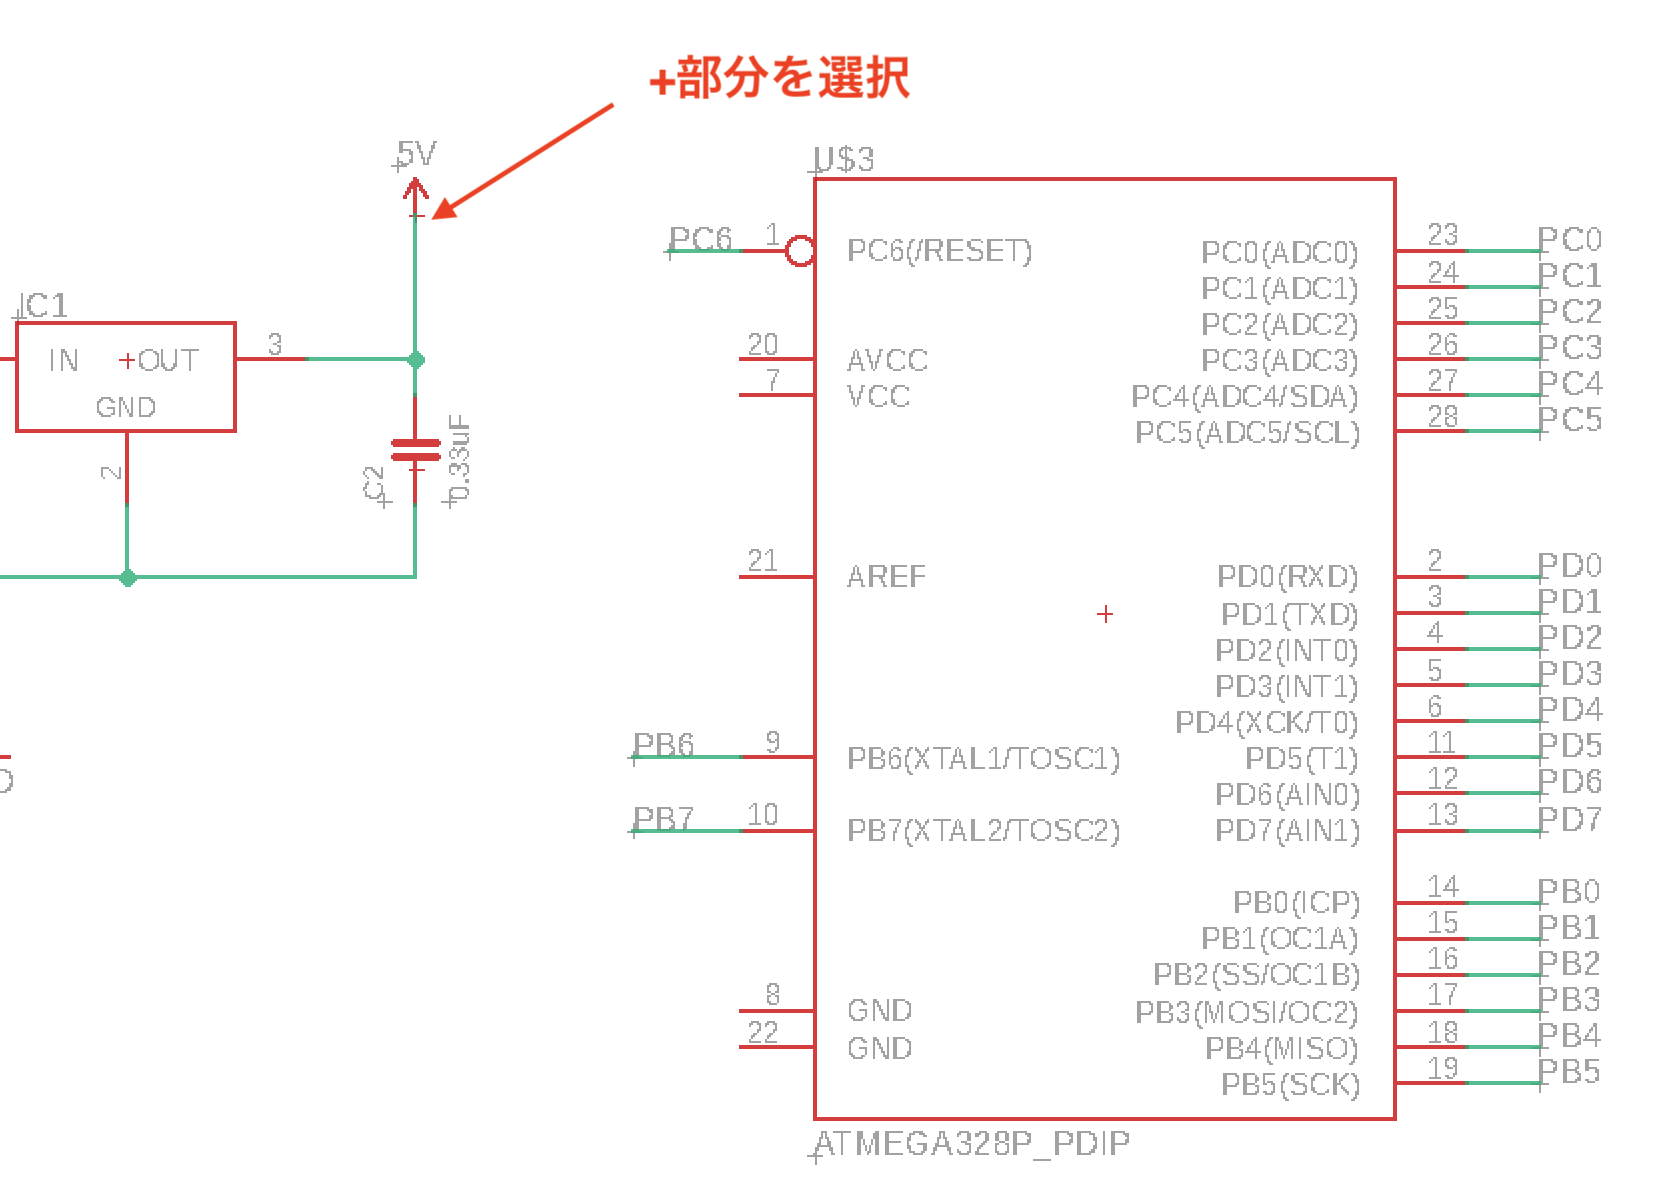 +部分を選択
5V
IC1
IN
OUT
GND
3
2
C2
0.33uF
D
U$3
PC6
1
PC6(/RESET)
20
AVCC
7
VCC
21
AREF
PB6
9
PB6(XTAL1/TOSC1)
PB7
10
PB7(XTAL2/TOSC2)
8
GND
22
GND
PC0(ADC0)
23
PC0
PC1(ADC1)
24
PC1
PC2(ADC2)
25
PC2
PC3(ADC3)
26
PC3
PC4(ADC4/SDA)
27
PC4
PC5(ADC5/SCL)
28
PC5
PD0(RXD)
2
PD0
PD1(TXD)
3
PD1
PD2(INT0)
4
PD2
PD3(INT1)
5
PD3
PD4(XCK/T0)
6
PD4
PD5(T1)
11
PD5
PD6(AIN0)
12
PD6
PD7(AIN1)
13
PD7
PB0(ICP)
14
PB0
PB1(OC1A)
15
PB1
PB2(SS/OC1B)
16
PB2
PB3(MOSI/OC2)
17
PB3
PB4(MISO)
18
PB4
PB5(SCK)
19
PB5
ATMEGA328P_PDIP